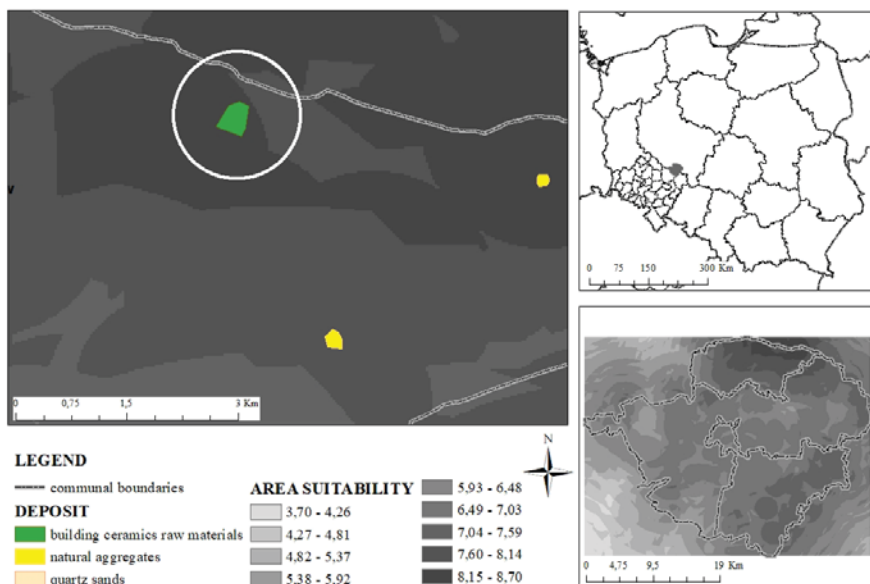 0 0,75 1,5 3 Km
0 75 150 300 Km
0 4,75 9,5 19 Km
N
LEGEND
communal boundaries
DEPOSIT
building ceramics raw materials
natural aggregates
quartz sands
AREA SUITABILITY
3,70 - 4,26
4,27 - 4,81
4,82 - 5,37
5,38 - 5,92
5,93 - 6,48
6,49 - 7,03
7,04 - 7,59
7,60 - 8,14
8,15 - 8,70